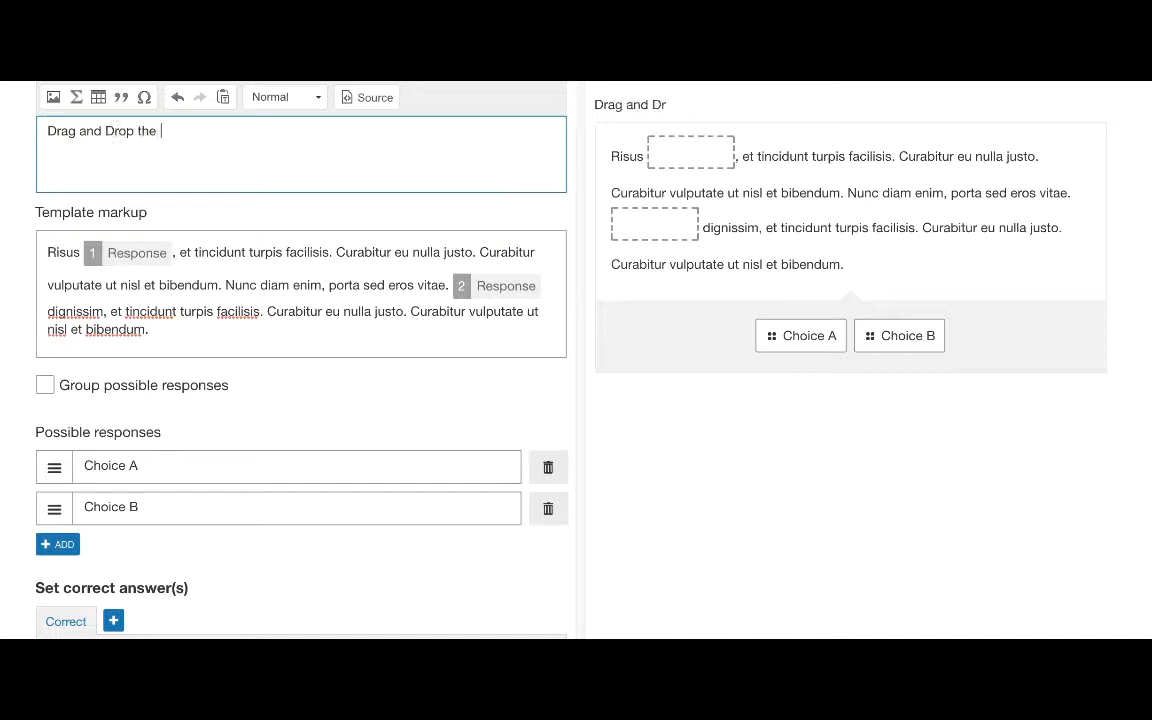 Normal
Source
Drag and Drop the
Template markup
Risus 1 Response , et tincidunt turpis facilisis. Curabitur eu nulla justo. Curabitur
vulputate ut nisl et bibendum. Nunc diam enim, porta sed eros vitae. 2 Response
dignissim, et tincidunt turpis facilisis. Curabitur eu nulla justo. Curabitur vulputate ut
nisl et bibendum.
Group possible responses
Possible responses
Choice A
Choice B
+ ADD
Set correct answer(s)
Correct +
Drag and Dr
Risus , et tincidunt turpis facilisis. Curabitur eu nulla justo.
Curabitur vulputate ut nisl et bibendum. Nunc diam enim, porta sed eros vitae.
dignissim, et tincidunt turpis facilisis. Curabitur eu nulla justo.
Curabitur vulputate ut nisl et bibendum.
Choice A Choice B